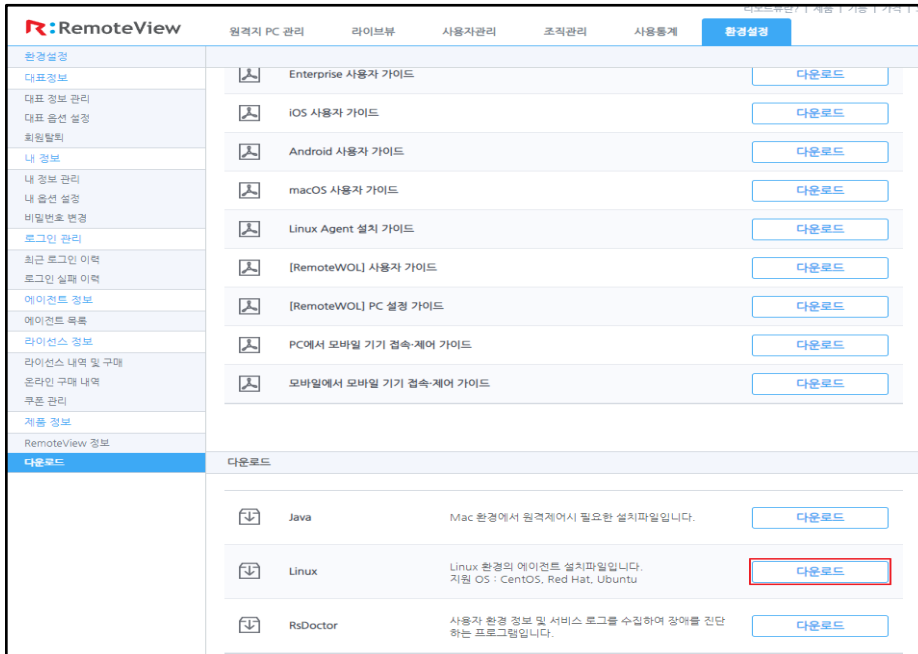 리모트뷰란? | 제품 | 기능 | 가격 |
RemoteView
원격지 PC 관리 라이브뷰 사용자관리 조직관리 사용통계 환경설정
환경설정
대표정보
대표 정보 관리
대표 옵션 설정
회원탈퇴
내 정보
내 정보 관리
내 옵션 설정
비밀번호 변경
로그인 관리
최근 로그인 이력
로그인 실패 이력
에이전트 정보
에이전트 목록
라이선스 정보
라이선스 내역 및 구매
온라인 구매 내역
쿠폰 관리
제품 정보
RemoteView 정보
다운로드
Enterprise 사용자 가이드 다운로드
iOS 사용자 가이드 다운로드
Android 사용자 가이드 다운로드
macOS 사용자 가이드 다운로드
Linux Agent 설치 가이드 다운로드
[RemoteWOL] 사용자 가이드 다운로드
[RemoteWOL] PC 설정 가이드 다운로드
PC에서 모바일 기기 접속·제어 가이드 다운로드
모바일에서 모바일 기기 접속·제어 가이드 다운로드
다운로드
Java Mac 환경에서 원격제어시 필요한 설치파일입니다. 다운로드
Linux Linux 환경의 에이전트 설치파일입니다. 다운로드
지원 OS : CentOS, Red Hat, Ubuntu
RsDoctor 사용자 환경 정보 및 서비스 로그를 수집하여 장애를 진단 다운로드
하는 프로그램입니다.